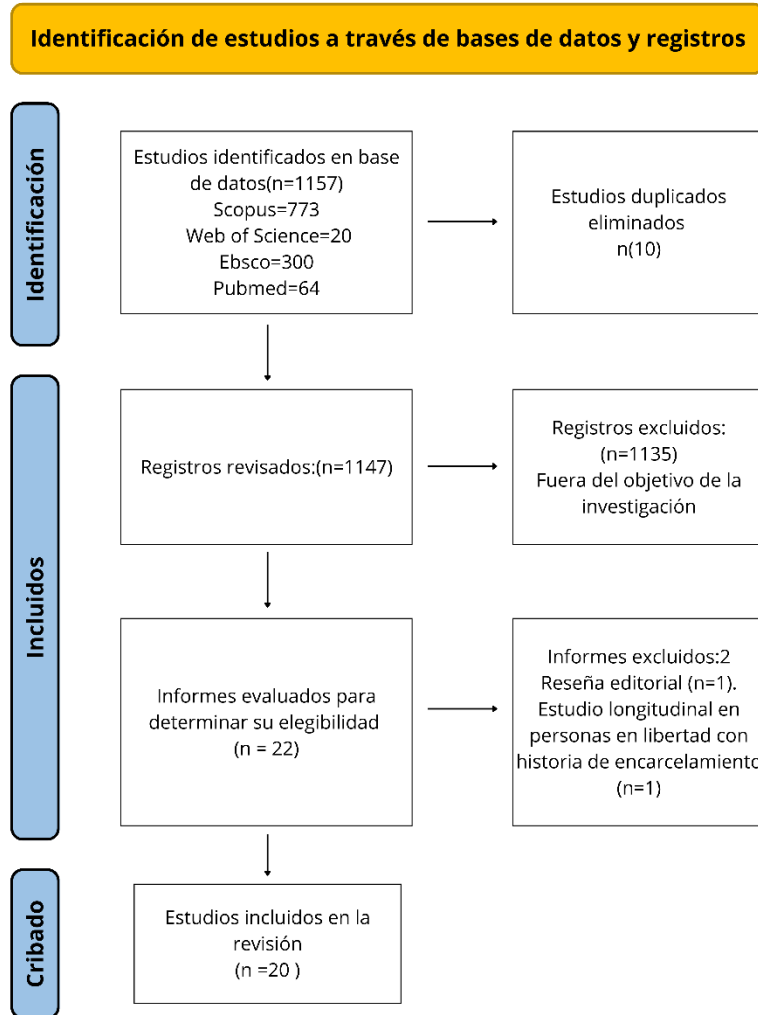 Identificación de estudios a través de bases de datos y registros
Identificación
Estudios identificados en base
de datos(n=1157)
Scopus=773
Web of Science=20
Ebsco=300
Pubmed=64
Estudios duplicados
eliminados
n(10)
Incluidos
Registros revisados:(n=1147)
Registros excluidos:
(n=1135)
Fuera del objetivo de la
investigación
Informes evaluados para
determinar su elegibilidad
(n = 22)
Informes excluidos:2
Reseña editorial (n=1).
Estudio longitudinal en
personas en libertad con
historia de encarcelamiento
(n=1)
Cribado
Estudios incluidos en la
revisión
(n =20 )